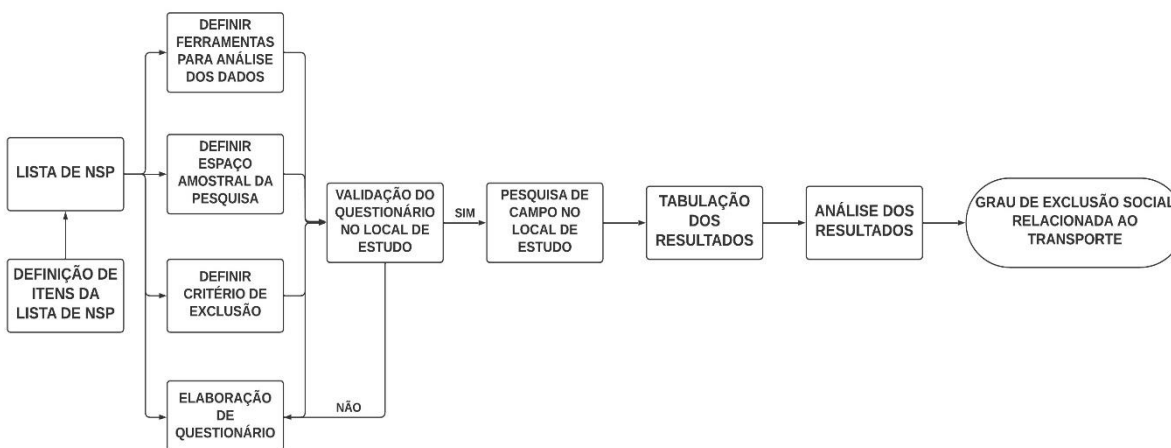 DEFINIR
FERRAMENTAS
PARA ANÁLISE
DOS DADOS
LISTA DE NSP
DEFINIR
ESPAÇO
AMOSTRAL DA
PESQUISA
DEFINIÇÃO DE
ITENS DA
LISTA DE NSP
DEFINIR
CRITÉRIO DE
EXCLUSÃO
ELABORAÇÃO
DE
QUESTIONÁRIO
NÃO
VALIDAÇÃO DO
QUESTIONÁRIO
NO LOCAL DE
ESTUDO
SIM
PESQUISA DE
CAMPO NO
LOCAL DE
ESTUDO
TABULAÇÃO
DOS
RESULTADOS
ANÁLISE DOS
RESULTADOS
GRAU DE EXCLUSÃO SOCIAL
RELACIONADA AO
TRANSPORTE